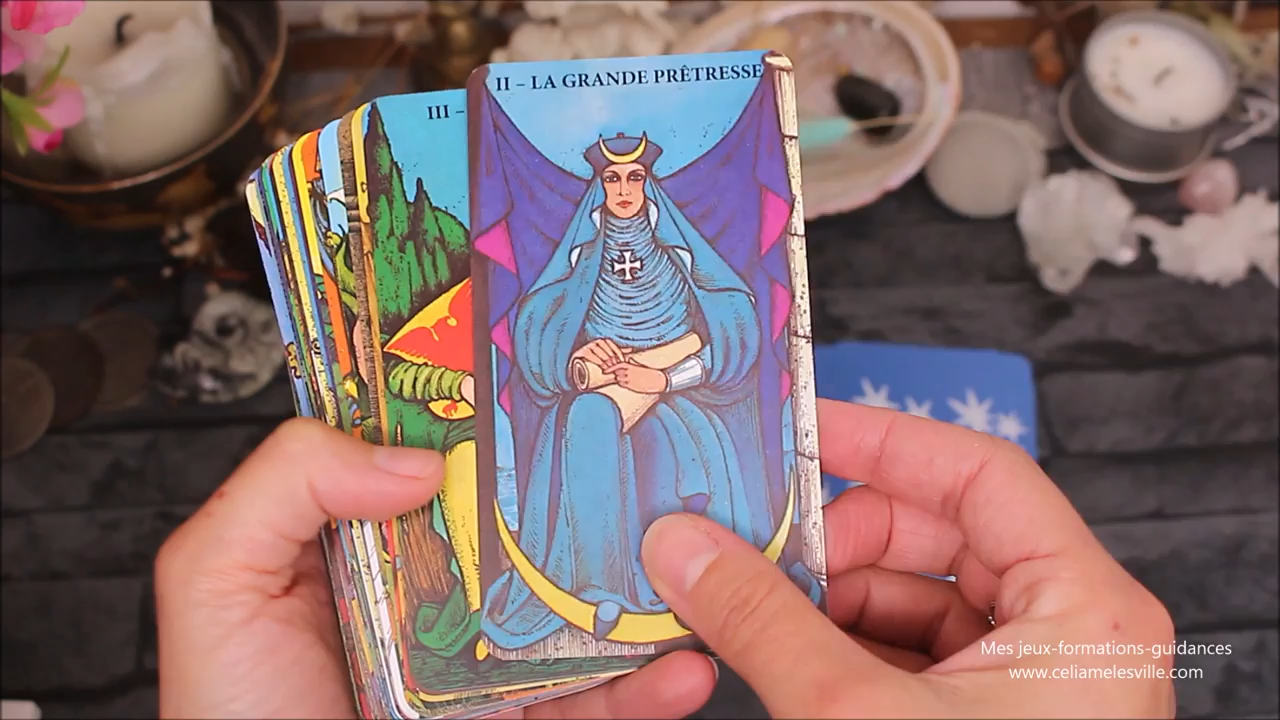 II – LA GRANDE PRÊTRESSE
III –
Mes jeux-formations-guidances
www.celiamelesville.com